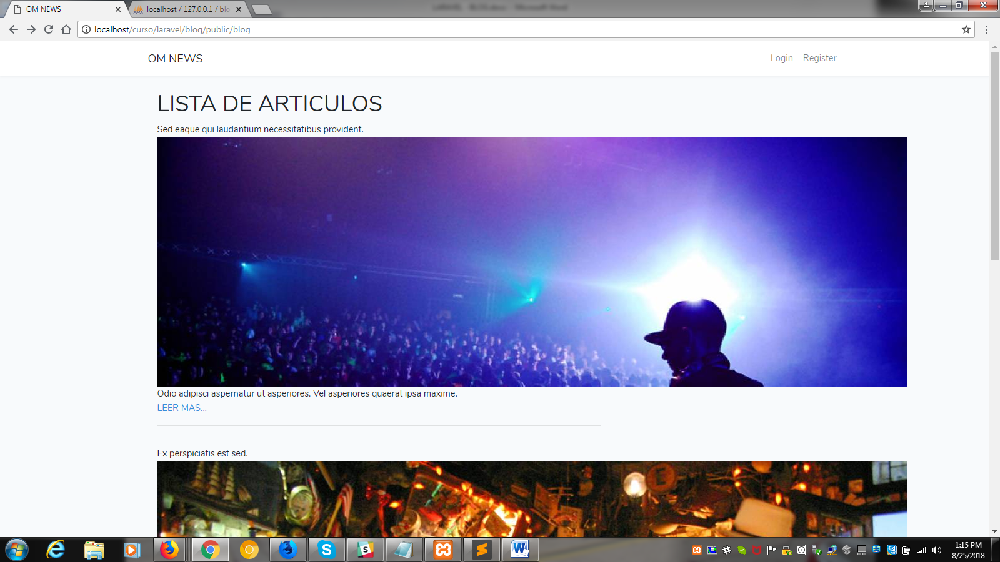 OM NEWS
localhost / 127.0.0.1 / blo
localhost/curso/laravel/blog/public/blog
OM NEWS
Login
Register
LISTA DE ARTICULOS
Sed eaque qui laudantium necessitatibus provident.
Odio adipisci aspernatur ut asperiores. Vel asperiores quaerat ipsa maxime.
LEER MAS...
Ex perspiciatis est sed.
1:15 PM
8/25/2018